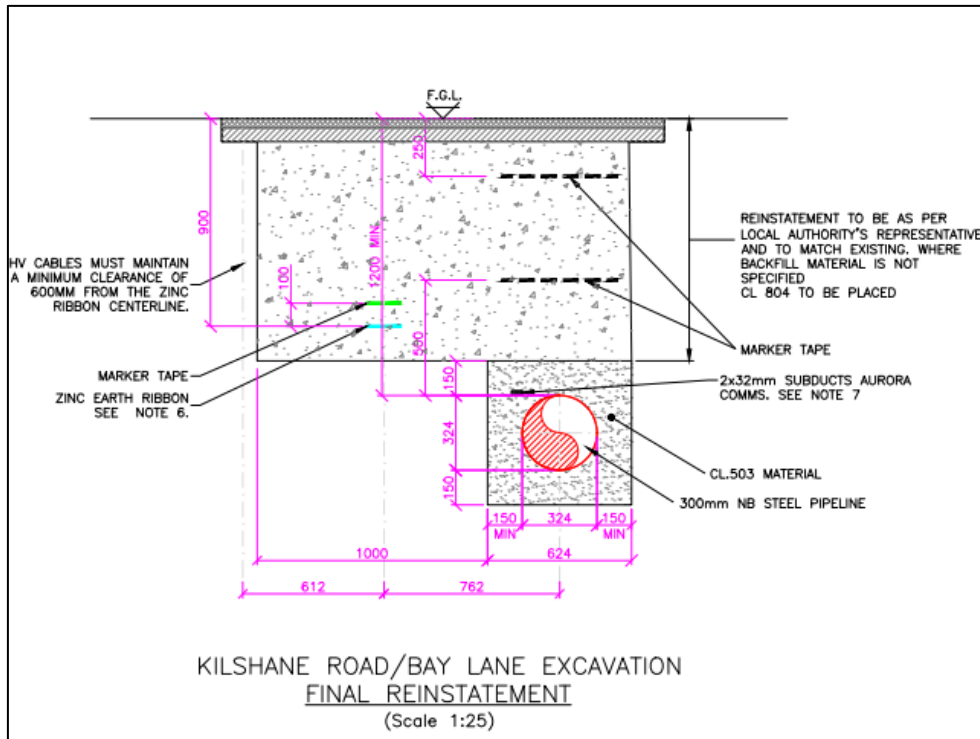 F.G.L.
250
900
1200 MIN
100
500
HV CABLES MUST MAINTAIN
A MINIMUM CLEARANCE OF
600MM FROM THE ZINC
RIBBON CENTERLINE.
MARKER TAPE
ZINC EARTH RIBBON
SEE NOTE 6.
REINSTATEMENT TO BE AS PER
LOCAL AUTHORITY'S REPRESENTATIVE
AND TO MATCH EXISTING. WHERE
BACKFILL MATERIAL IS NOT
SPECIFIED
CL 804 TO BE PLACED
MARKER TAPE
2x32mm SUBDUCTS AURORA
COMMS. SEE NOTE 7
CL.503 MATERIAL
300mm NB STEEL PIPELINE
150
324
150
150
MIN
324
150
MIN
1000
624
612
762
KILSHANE ROAD/BAY LANE EXCAVATION
FINAL REINSTATEMENT
(Scale 1:25)